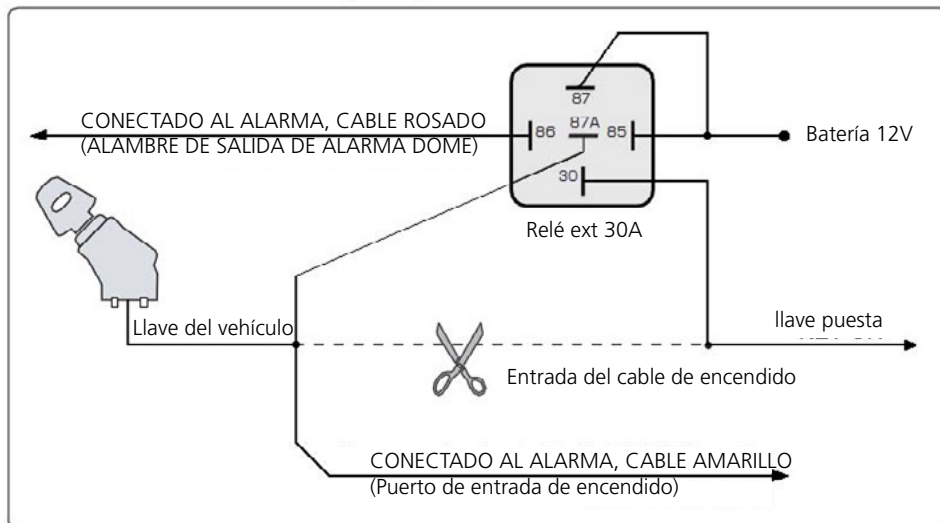 87
87A
86
85
30
CONECTADO AL ALARMA, CABLE ROSADO
(ALAMBRE DE SALIDA DE ALARMA DOME)
Batería 12V
Relé ext 30A
Llave del vehículo
llave puesta
Entrada del cable de encendido
CONECTADO AL ALARMA, CABLE AMARILLO
(Puerto de entrada de encendido)